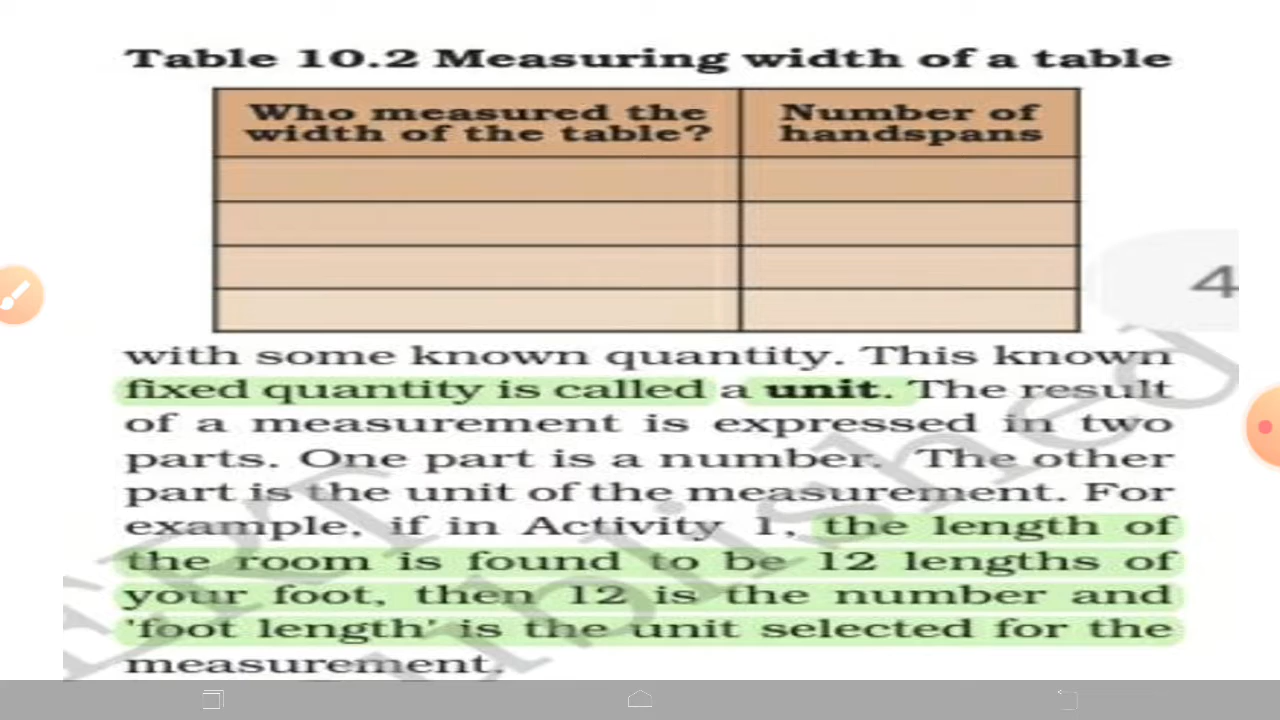 Table 10.2 Measuring width of a table
Who measured the
width of the table?
Number of
handspans
4
with some known quantity. This known
fixed quantity is called a unit. The result
of a measurement is expressed in two
parts. One part is a number. The other
part is the unit of the measurement. For
example, if in Activity 1, the length of
the room is found to be 12 lengths of
your foot, then 12 is the number and
'foot length' is the unit selected for the
measurement.